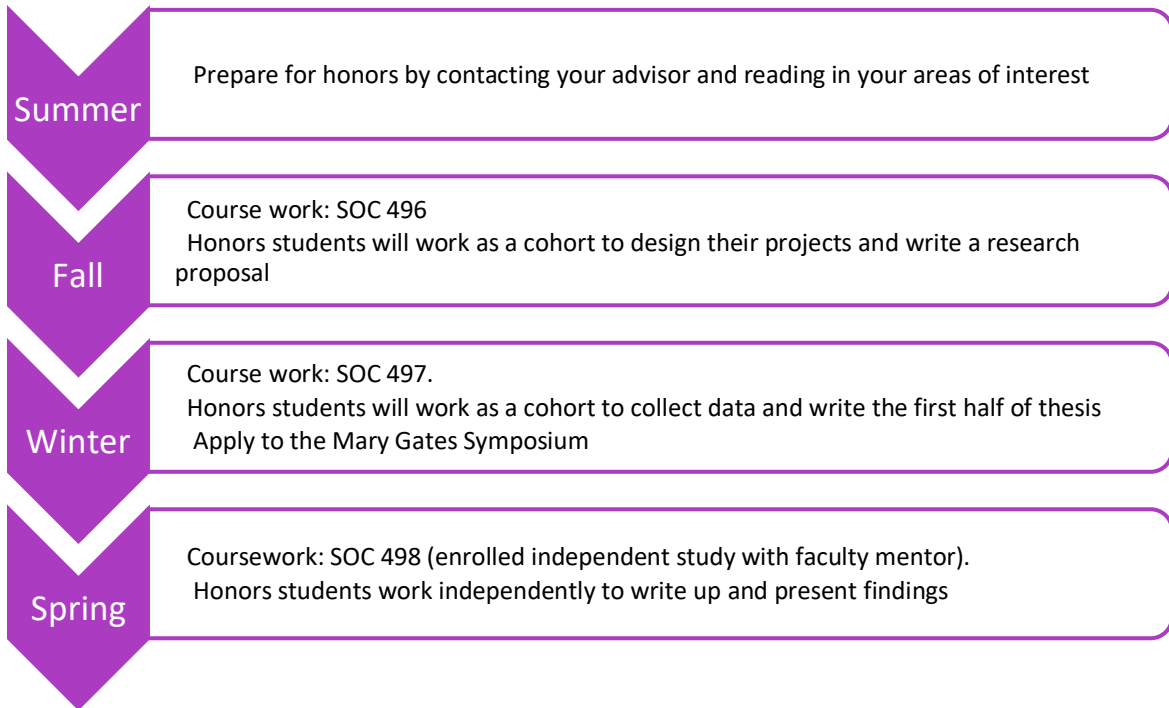 Summer
Prepare for honors by contacting your advisor and reading in your areas of interest
Fall
Course work: SOC 496
Honors students will work as a cohort to design their projects and write a research
proposal
Winter
Course work: SOC 497.
Honors students will work as a cohort to collect data and write the first half of thesis
Apply to the Mary Gates Symposium
Spring
Coursework: SOC 498 (enrolled independent study with faculty mentor).
Honors students work independently to write up and present findings